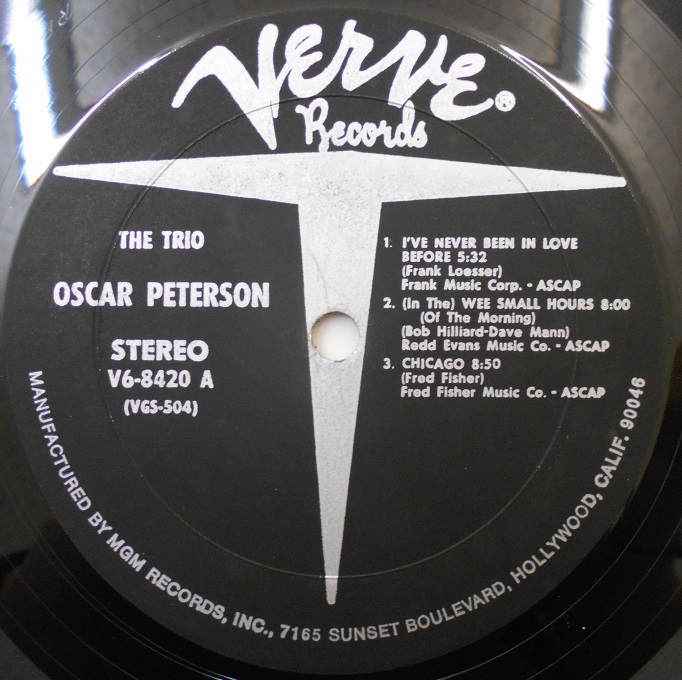 Verve®
Records
THE TRIO
OSCAR PETERSON
STEREO
V6-8420 A
(VGS-504)
1. I'VE NEVER BEEN IN LOVE
BEFORE 5:32
(Frank Loesser)
Frank Music Corp. - ASCAP
2. (In The) WEE SMALL HOURS 8:00
(Of The Morning)
(Bob Hilliard-Dave Mann)
Redd Evans Music Co. - ASCAP
3. CHICAGO 8:50
(Fred Fisher)
Fred Fisher Music Co. - ASCAP
MANUFACTURED BY MGM RECORDS, INC., 7165 SUNSET BOULEVARD, HOLLYWOOD, CALIF. 90046